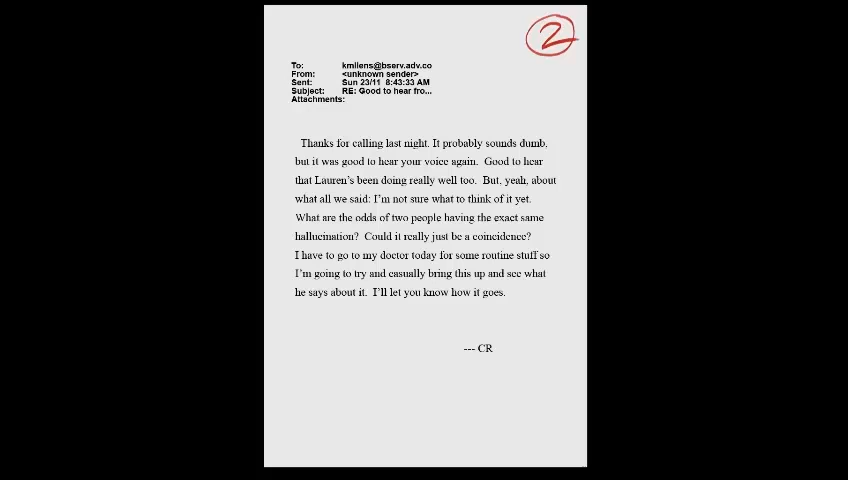 2
To: kmllens@bserv.adv.co
From: <unknown sender>
Sent: Sun 23/11 8:43:33 AM
Subject: RE: Good to hear fro...
Attachments:
Thanks for calling last night. It probably sounds dumb,
but it was good to hear your voice again. Good to hear
that Lauren's been doing really well too. But, yeah, about
what all we said: I'm not sure what to think of it yet.
What are the odds of two people having the exact same
hallucination? Could it really just be a coincidence?
I have to go to my doctor today for some routine stuff so
I'm going to try and casually bring this up and see what
he says about it. I'll let you know how it goes.
--- CR